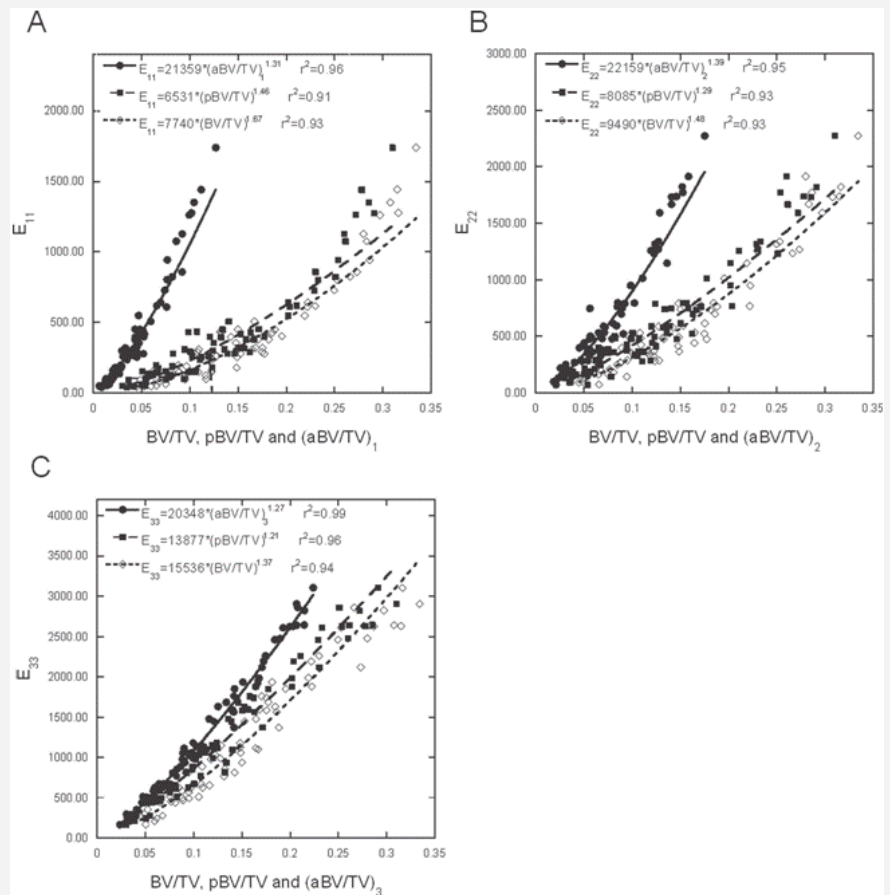 A
E₁₁=21359*(aBV/TV)₁^1.31 r²=0.96
E₁₁=6531*(pBV/TV)^1.46 r²=0.91
E₁₁=7740*(BV/TV)^1.67 r²=0.93
2000.00
1500.00
1000.00
500.00
0.00
E₁₁
0 0.05 0.1 0.15 0.2 0.25 0.3 0.35
BV/TV, pBV/TV and (aBV/TV)₁
B
E₂₂=22159*(aBV/TV)₂^1.39 r²=0.95
E₂₂=8085*(pBV/TV)^1.29 r²=0.93
E₂₂=9490*(BV/TV)^1.48 r²=0.93
3000.00
2500.00
2000.00
1500.00
1000.00
500.00
0.00
E₂₂
0 0.05 0.1 0.15 0.2 0.25 0.3 0.35
BV/TV, pBV/TV and (aBV/TV)₂
C
E₃₃=20348*(aBV/TV)₃^1.27 r²=0.99
E₃₃=13877*(pBV/TV)^1.21 r²=0.96
E₃₃=15536*(BV/TV)^1.37 r²=0.94
4000.00
3500.00
3000.00
2500.00
2000.00
1500.00
1000.00
500.00
0.00
E₃₃
0 0.05 0.1 0.15 0.2 0.25 0.3 0.35
BV/TV, pBV/TV and (aBV/TV)₃